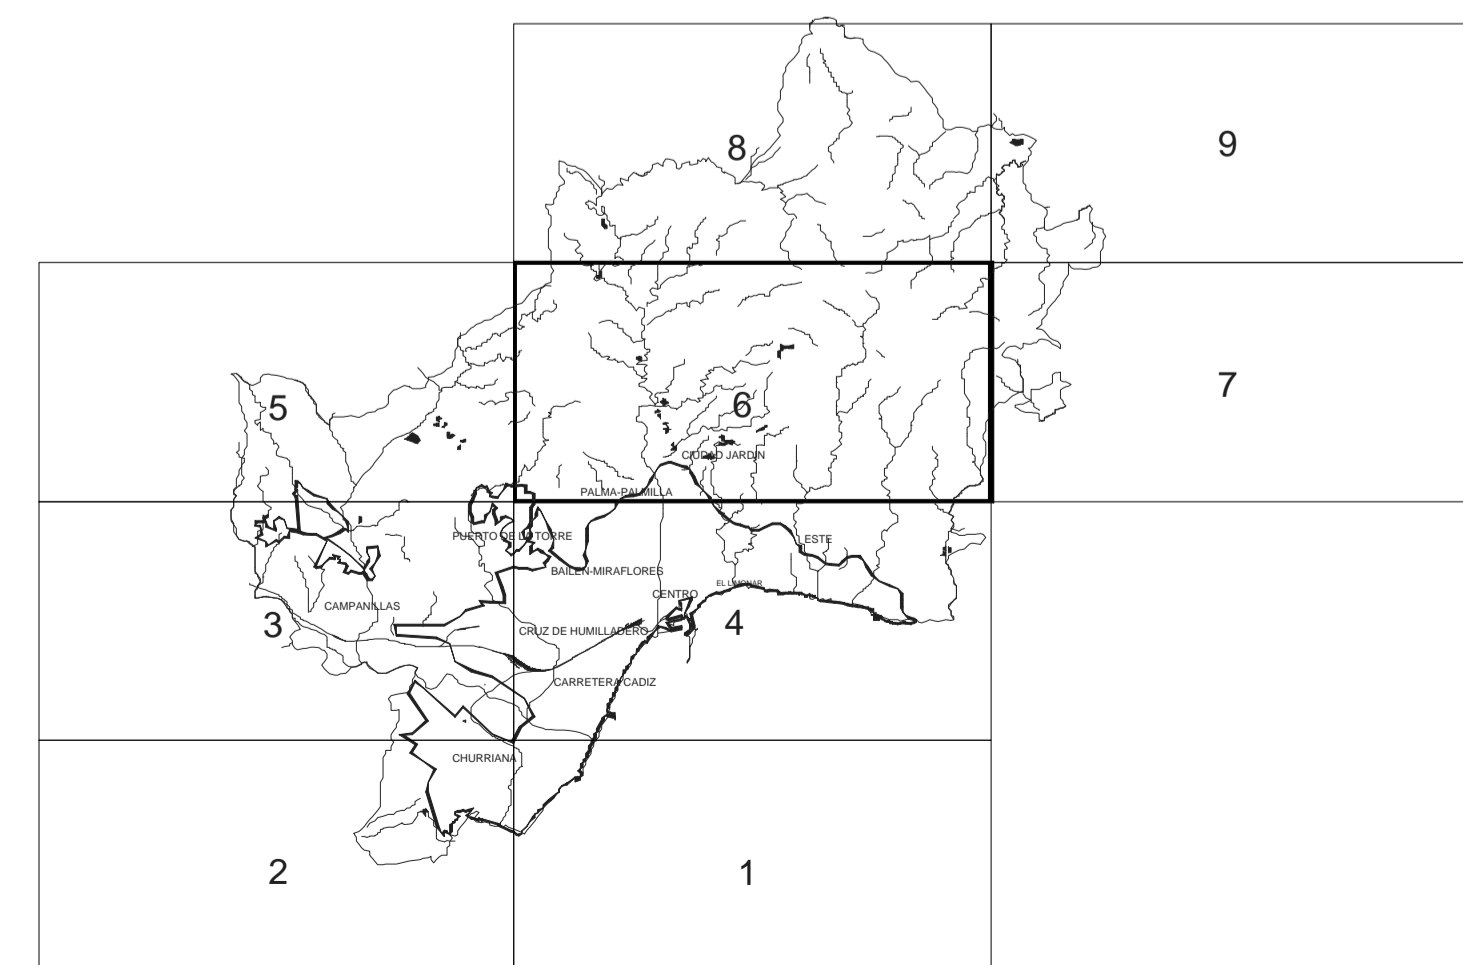 8
9
5
6
7
CIUDAD JARDIN
PALMA-PALMILLA
PUERTO DE LA TORRE
ESTE
BAILEN-MIRAFLORES
EL LIMONAR
CENTRO
CAMPANILLAS
3
4
CRUZ DE HUMILLADERO
CARRETERA CADIZ
CHURRIANA
2
1